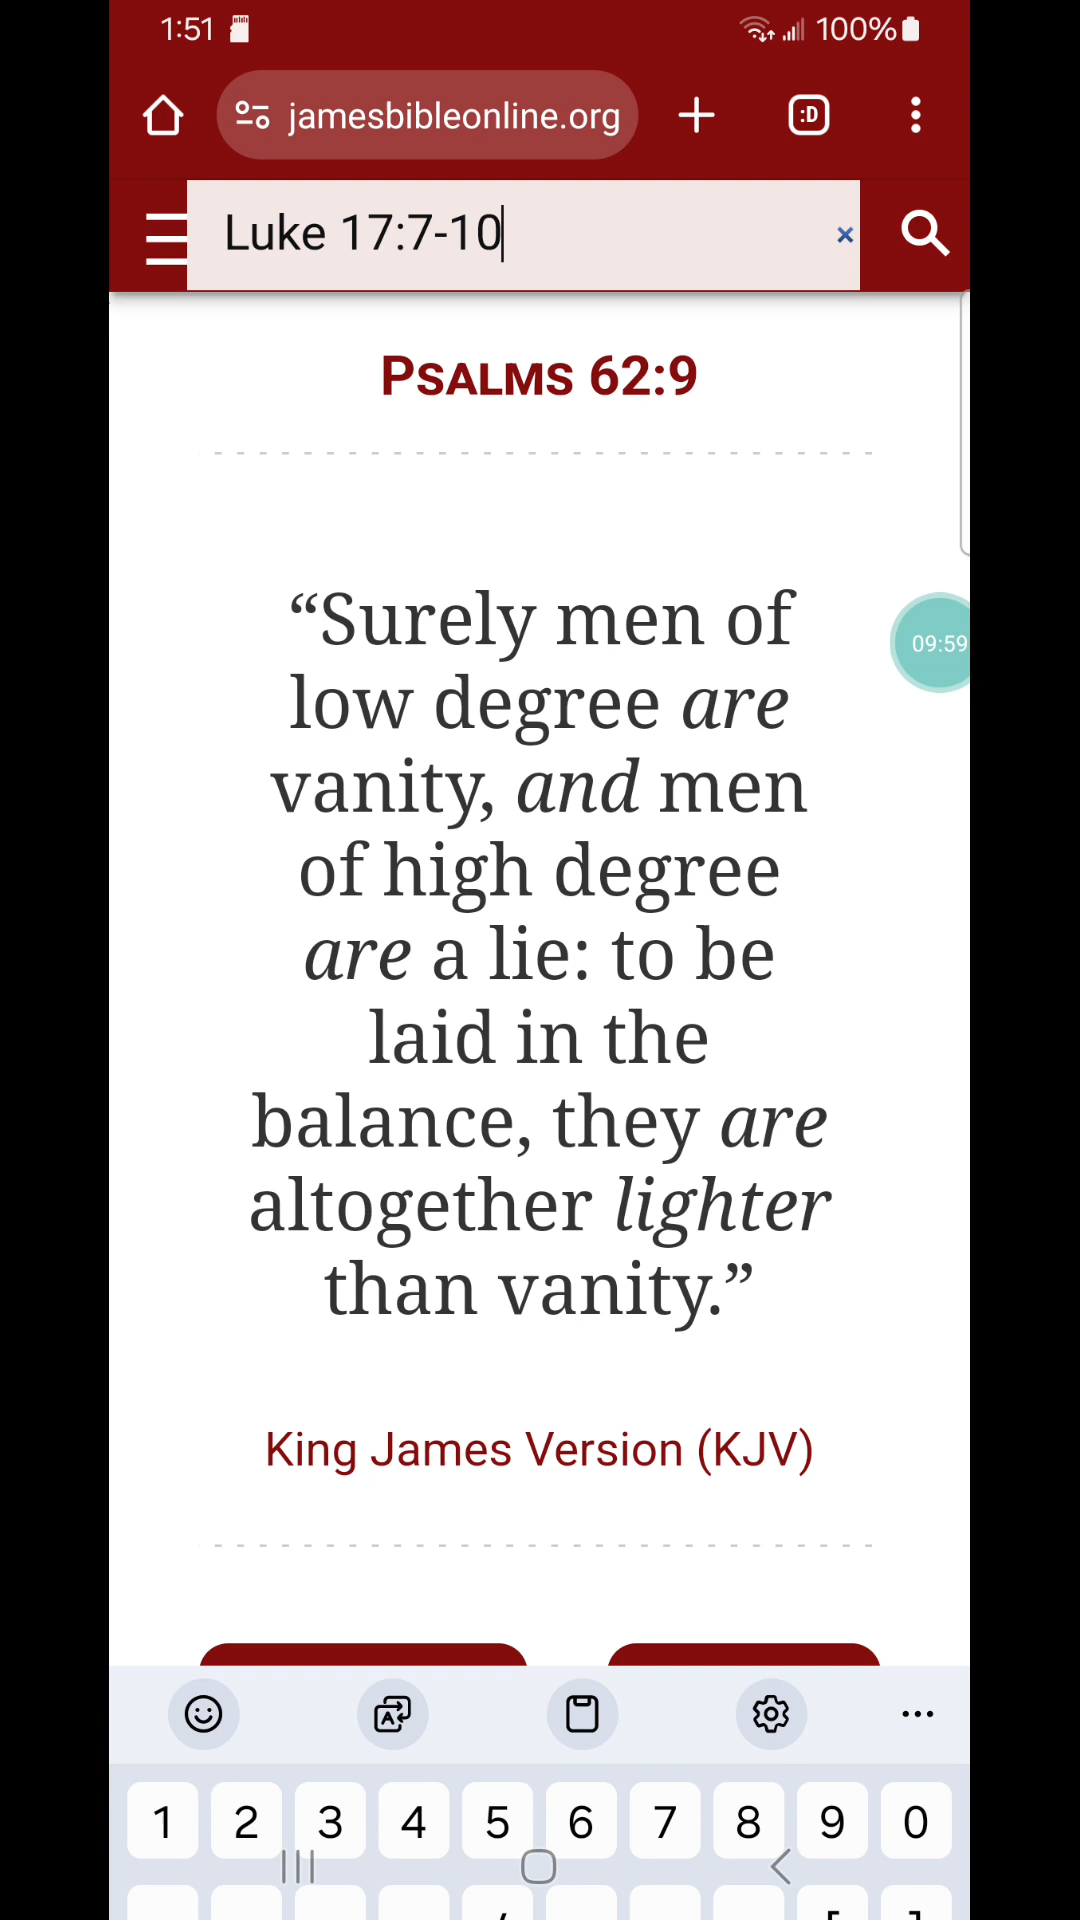 1:51 100%
jamesbibleonline.org :D
Luke 17:7-10 ×
PSALMS 62:9
“Surely men of
low degree are
vanity, and men
of high degree
are a lie: to be
laid in the
balance, they are
altogether lighter
than vanity.”
09:59
King James Version (KJV)
1 2 3 4 5 6 7 8 9 0